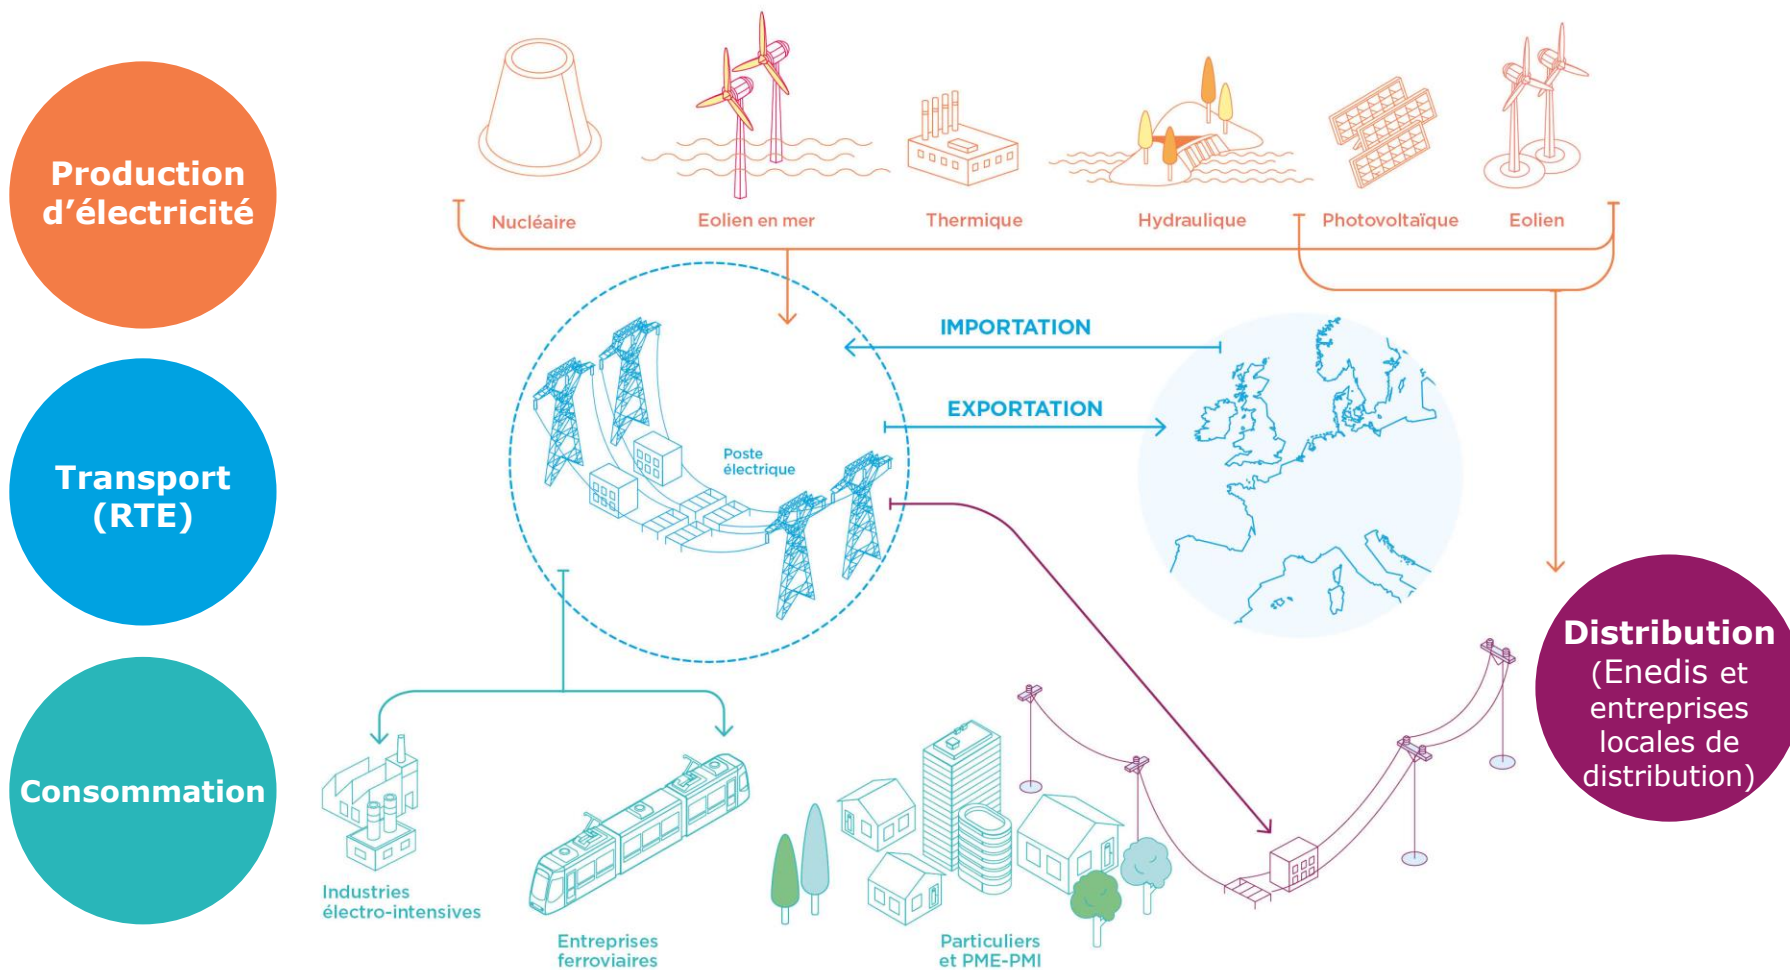 Production
d’électricité
Nucléaire
Eolien en mer
Thermique
Hydraulique
Photovoltaïque
Eolien
Transport
(RTE)
Poste
électrique
IMPORTATION
EXPORTATION
Distribution
(Enedis et
entreprises
locales de
distribution)
Consommation
Industries
électro-intensives
Entreprises
ferroviaires
Particuliers
et PME-PMI